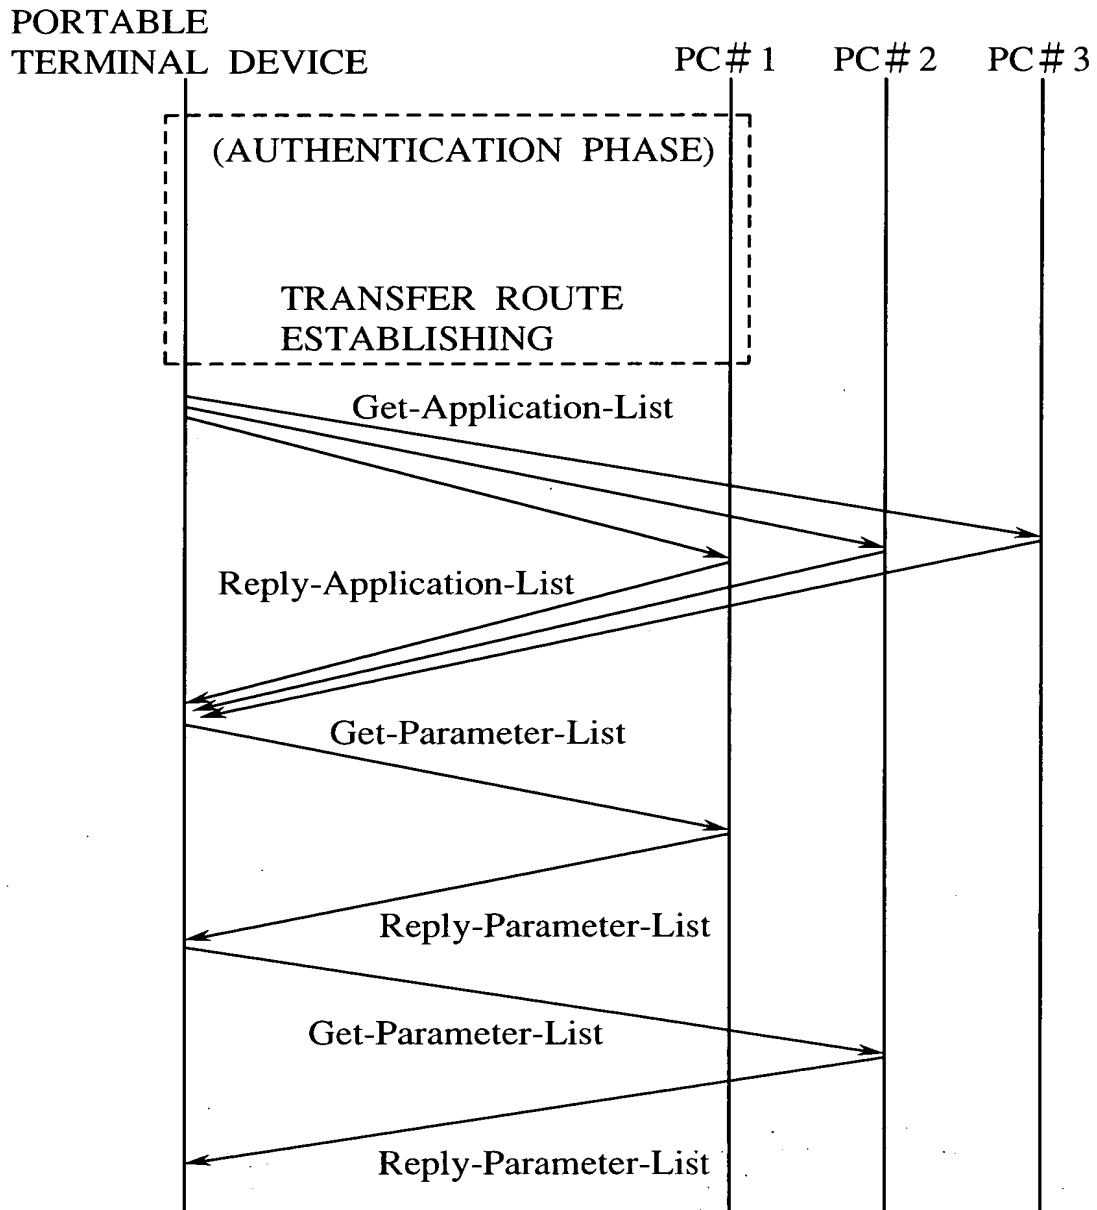 PORTABLE
TERMINAL DEVICE
PC#1
PC#2
PC#3
(AUTHENTICATION PHASE)
TRANSFER ROUTE
ESTABLISHING
Get-Application-List
Reply-Application-List
Get-Parameter-List
Reply-Parameter-List
Get-Parameter-List
Reply-Parameter-List